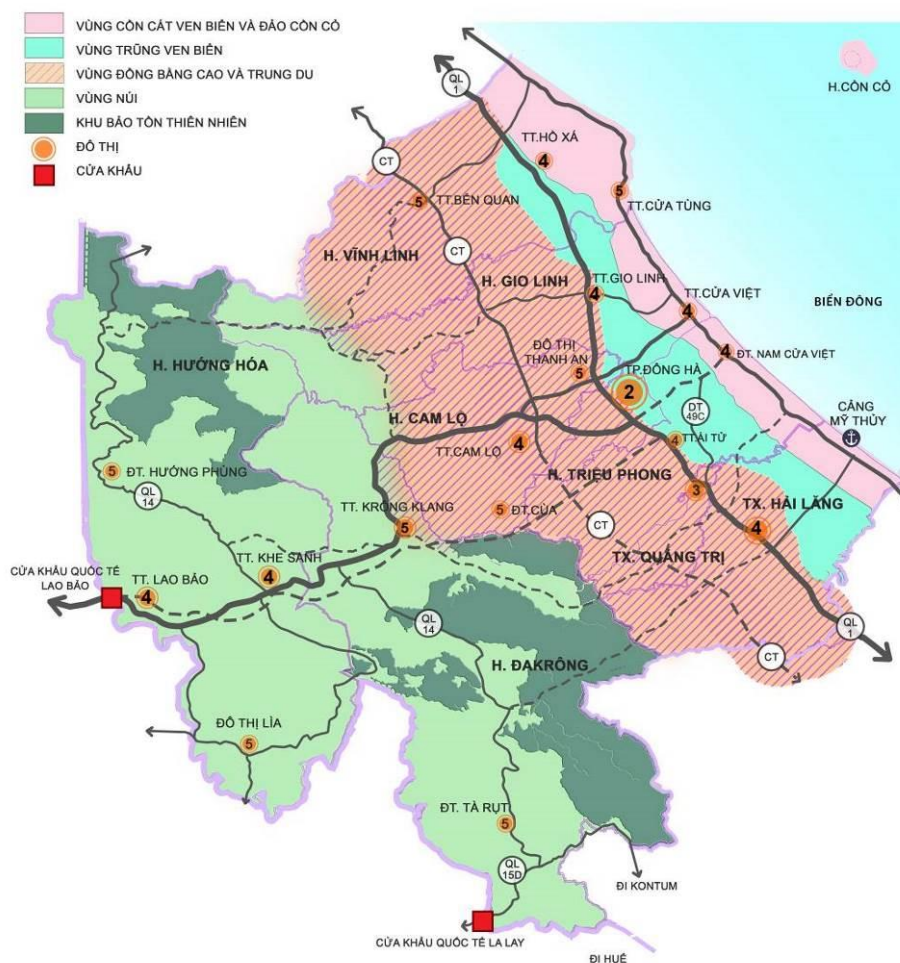 VÙNG CỒN CÁT VEN BIỂN VÀ ĐẢO CỒN CỎ
VÙNG TRŨNG VEN BIỂN
VÙNG ĐỒNG BẰNG CAO VÀ TRUNG DU
VÙNG NÚI
KHU BẢO TỒN THIÊN NHIÊN
ĐÔ THỊ
CỬA KHẨU
H.CỒN CỎ
QL
1
TT.HỒ XÁ
4
CT
5
TT.BẾN QUAN
5
TT.CỬA TÙNG
H. VĨNH LINH
CT
H. GIO LINH
TT.GIO LINH
4
TT.CỬA VIỆT
4
BIỂN ĐÔNG
ĐÔ THỊ
THANH AN
5
ĐT. NAM CỬA VIỆT
5
TP.ĐÔNG HÀ
2
H. HƯỚNG HÓA
H. CAM LỘ
DT
49C
CẢNG
MỸ THỦY
TT.CAM LỘ
4
4
TT.ÁI TỬ
5
ĐT. HƯỚNG PHÙNG
H. TRIỆU PHONG
3
QL
14
TT. KRÔNG KLANG
5
5
ĐT.CÙA
TX. HẢI LĂNG
4
CT
TX. QUẢNG TRỊ
TT. KHE SANH
4
CỬA KHẨU QUỐC TẾ
LAO BẢO
TT. LAO BẢO
4
QL
14
QL
1
CT
H. ĐAKRÔNG
ĐÔ THỊ LÌA
5
ĐT. TÀ RỤT
5
QL
15D
ĐI KONTUM
CỬA KHẨU QUỐC TẾ LA LAY
ĐI HUẾ